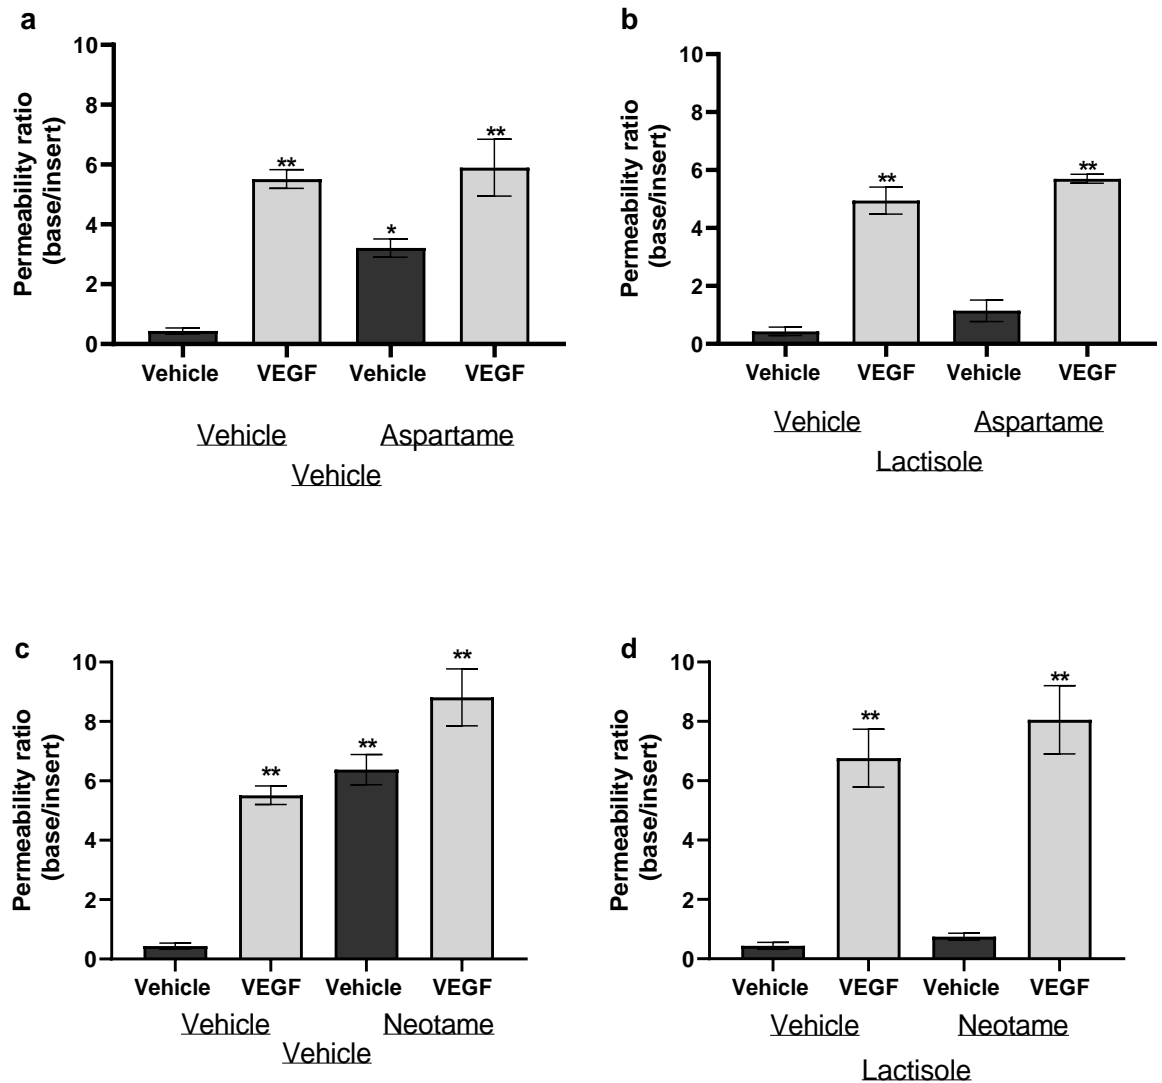 a
10
8
6
4
2
0
Permeability ratio
(base/insert)
**
*
**
Vehicle VEGF Vehicle VEGF
Vehicle Aspartame
Vehicle
b
10
8
6
4
2
0
Permeability ratio
(base/insert)
**
**
Vehicle VEGF Vehicle VEGF
Vehicle Aspartame
Lactisole
c
10
8
6
4
2
0
Permeability ratio
(base/insert)
**
**
**
Vehicle VEGF Vehicle VEGF
Vehicle Neotame
Vehicle
d
10
8
6
4
2
0
Permeability ratio
(base/insert)
**
**
Vehicle VEGF Vehicle VEGF
Vehicle Neotame
Lactisole